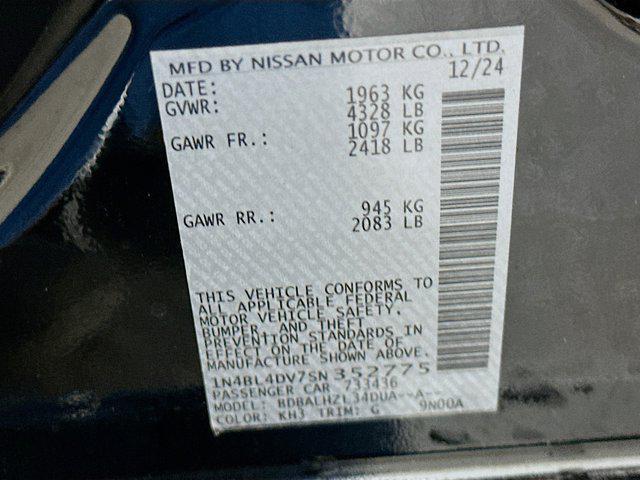 MFD BY NISSAN MOTOR CO., LTD.
DATE: 12/24
GVWR: 1963 KG
4328 LB
GAWR FR.: 1097 KG
2418 LB
GAWR RR.: 945 KG
2083 LB
THIS VEHICLE CONFORMS TO
ALL APPLICABLE FEDERAL
MOTOR VEHICLE SAFETY,
BUMPER, AND THEFT
PREVENTION STANDARDS IN
EFFECT ON THE DATE OF
MANUFACTURE SHOWN ABOVE.
1N4BL4DV7SN352775
PASSENGER CAR 733436
MODEL: BDBALHZL34DUA--A--
COLOR: KH3 TRIM: G 9N00A